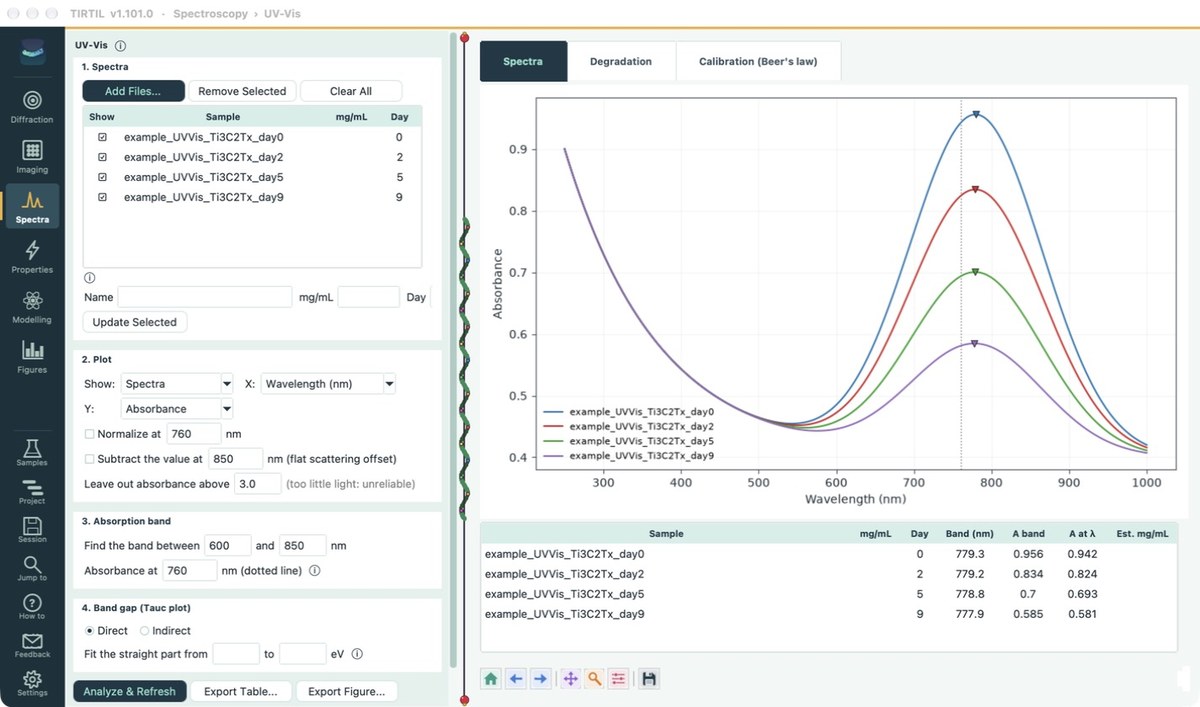 TIRTIL v1.101.0 - Spectroscopy › UV-Vis
Diffraction
Imaging
Spectra
Properties
Modelling
Figures
Samples
Project
Session
Jump to
How to
Feedback
Settings
UV-Vis
1. Spectra
Add Files... Remove Selected Clear All
Show Sample mg/mL Day
example_UVVis_Ti3C2Tx_day0 0
example_UVVis_Ti3C2Tx_day2 2
example_UVVis_Ti3C2Tx_day5 5
example_UVVis_Ti3C2Tx_day9 9
Name mg/mL Day
Update Selected
2. Plot
Show: Spectra X: Wavelength (nm)
Y: Absorbance
Normalize at 760 nm
Subtract the value at 850 nm (flat scattering offset)
Leave out absorbance above 3.0 (too little light: unreliable)
3. Absorption band
Find the band between 600 and 850 nm
Absorbance at 760 nm (dotted line)
4. Band gap (Tauc plot)
Direct Indirect
Fit the straight part from to eV
Analyze & Refresh Export Table... Export Figure...
Spectra Degradation Calibration (Beer's law)
Absorbance
0.9
0.8
0.7
0.6
0.5
0.4
example_UVVis_Ti3C2Tx_day0
example_UVVis_Ti3C2Tx_day2
example_UVVis_Ti3C2Tx_day5
example_UVVis_Ti3C2Tx_day9
300 400 500 600 700 800 900 1000
Wavelength (nm)
Sample mg/mL Day Band (nm) A band A at λ Est. mg/mL
example_UVVis_Ti3C2Tx_day0 0 779.3 0.956 0.942
example_UVVis_Ti3C2Tx_day2 2 779.2 0.834 0.824
example_UVVis_Ti3C2Tx_day5 5 778.8 0.7 0.693
example_UVVis_Ti3C2Tx_day9 9 777.9 0.585 0.581